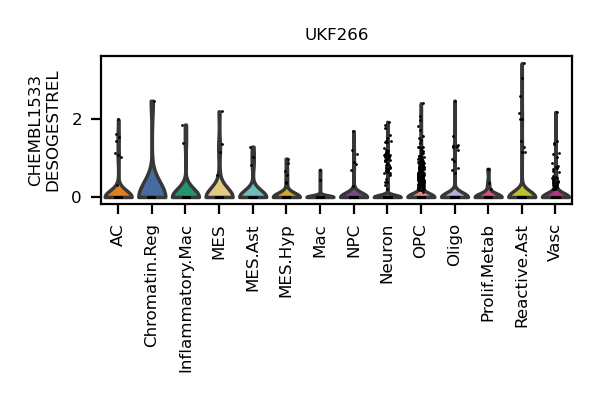 UKF266
CHEMBL1533
DESOGESTREL
2
0
AC
Chromatin.Reg
Inflammatory.Mac
MES
MES.Ast
MES.Hyp
Mac
NPC
Neuron
OPC
Oligo
Prolif.Metab
Reactive.Ast
Vasc